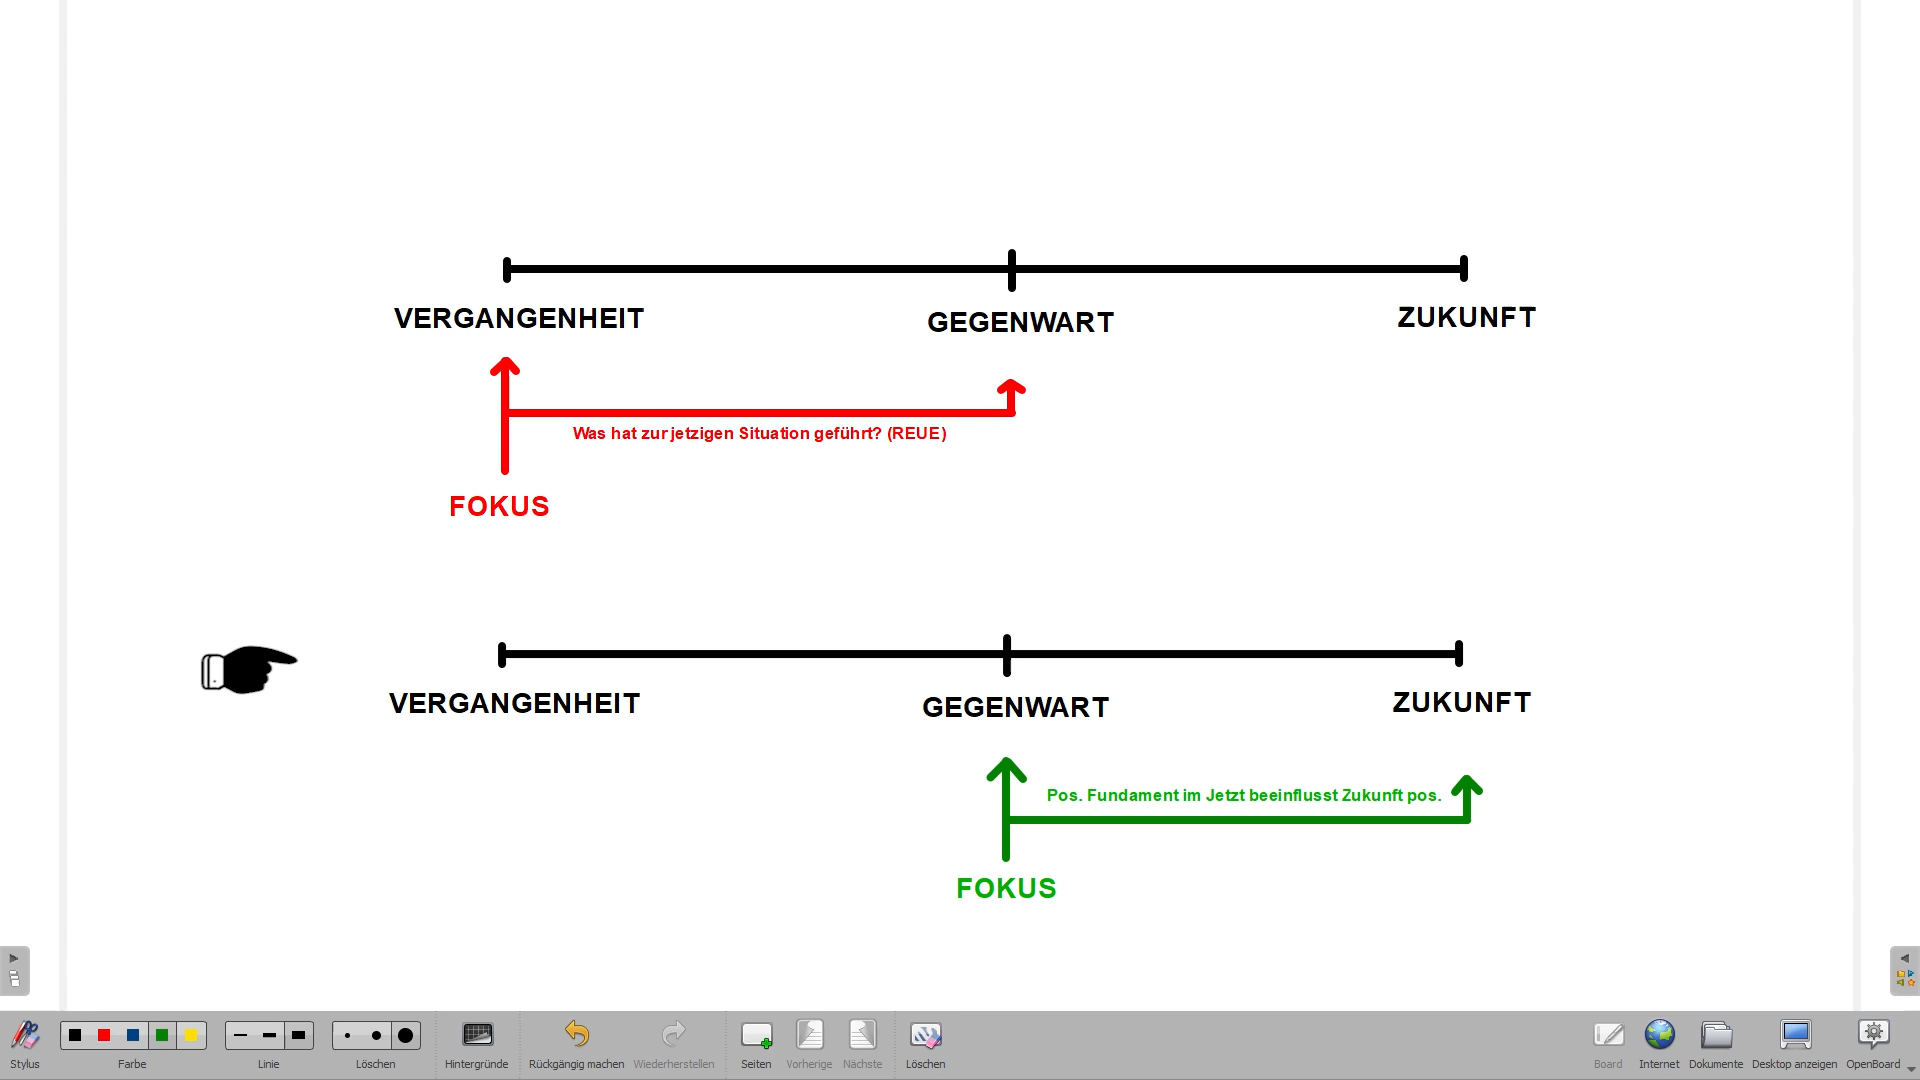 VERGANGENHEIT
GEGENWART
ZUKUNFT
Was hat zur jetzigen Situation geführt? (REUE)
FOKUS
VERGANGENHEIT
GEGENWART
ZUKUNFT
Pos. Fundament im Jetzt beeinflusst Zukunft pos.
FOKUS
Stylus
Farbe
Linie
Löschen
Hintergründe
Rückgängig machen
Wiederherstellen
Seiten
Vorherige
Nächste
Löschen
Board
Internet
Dokumente
Desktop anzeigen
OpenBoard